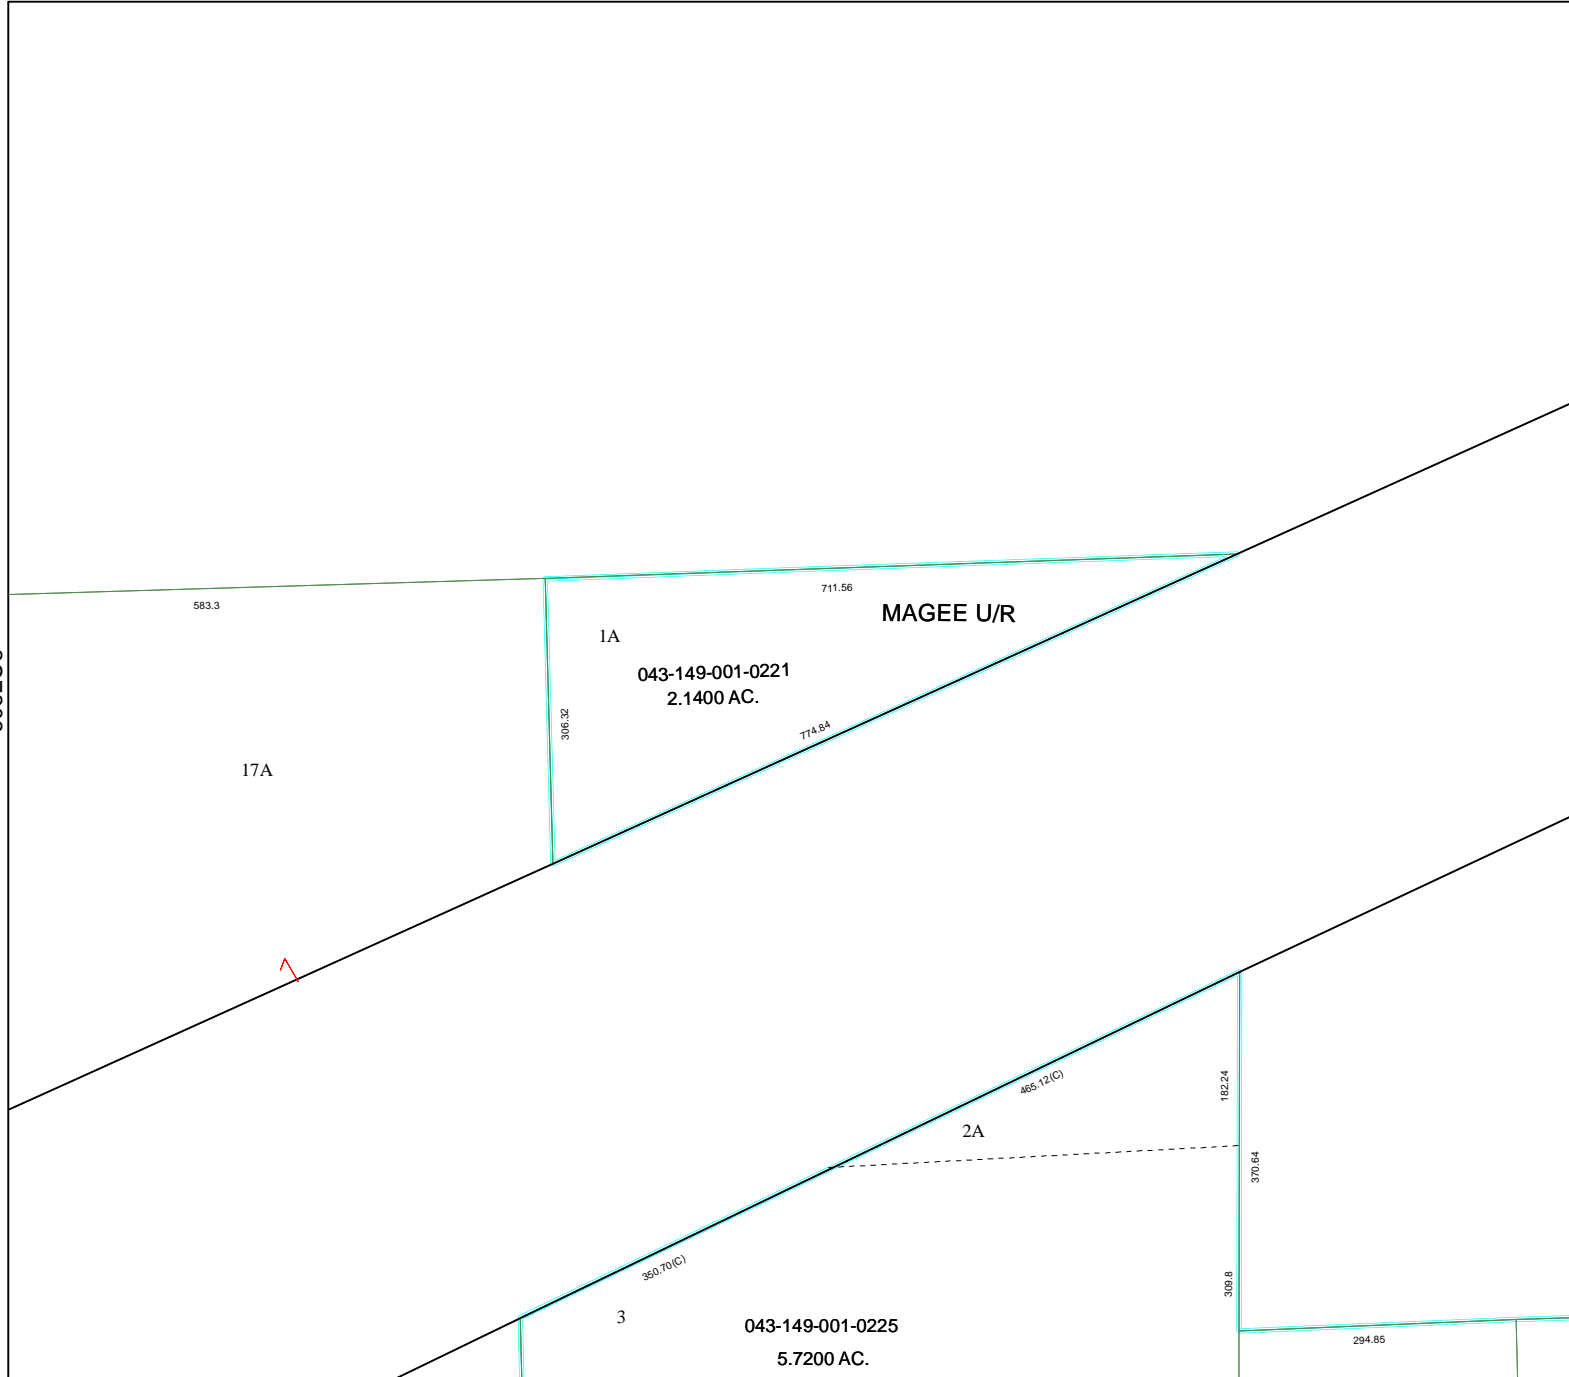 583.3
711.56
MAGEE U/R
1A
043-149-001-0221
2.1400 AC.
306.32
774.84
17A
465.12(C)
182.24
2A
370.64
350.70(C)
309.8
3
043-149-001-0225
5.7200 AC.
294.85